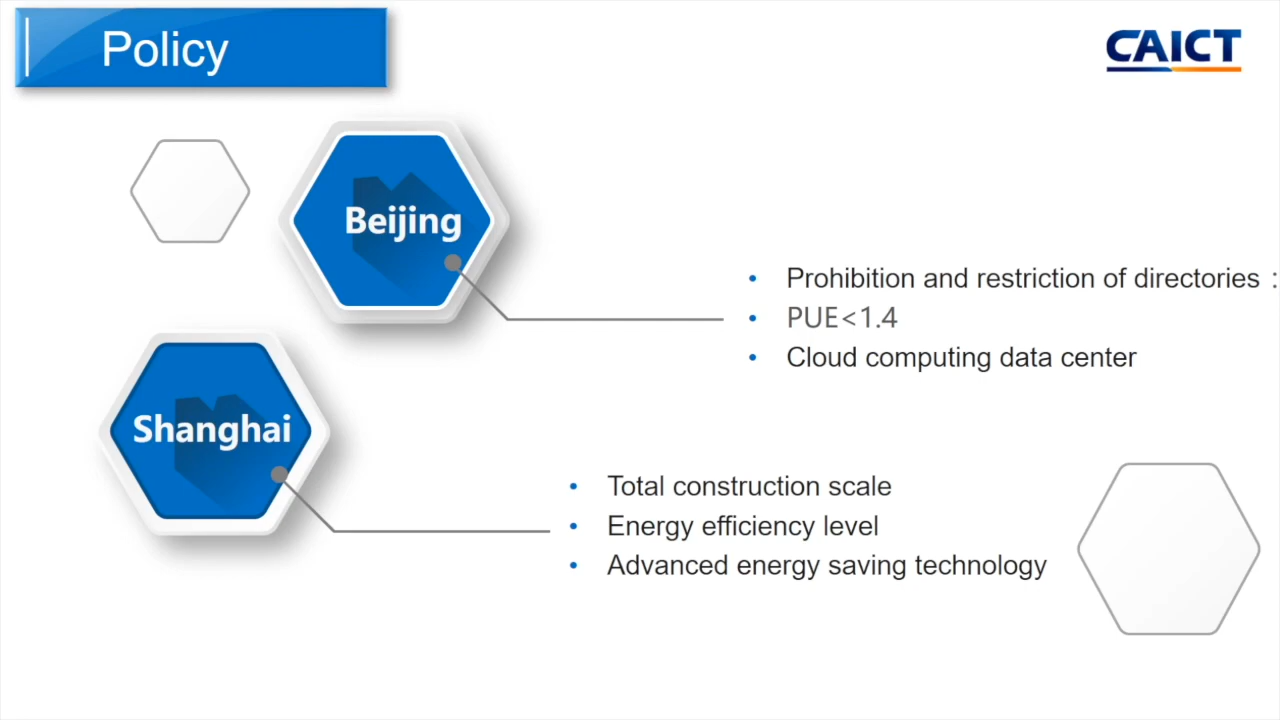 Policy
CAICT
Beijing
Prohibition and restriction of directories：
PUE<1.4
Cloud computing data center
Shanghai
Total construction scale
Energy efficiency level
Advanced energy saving technology